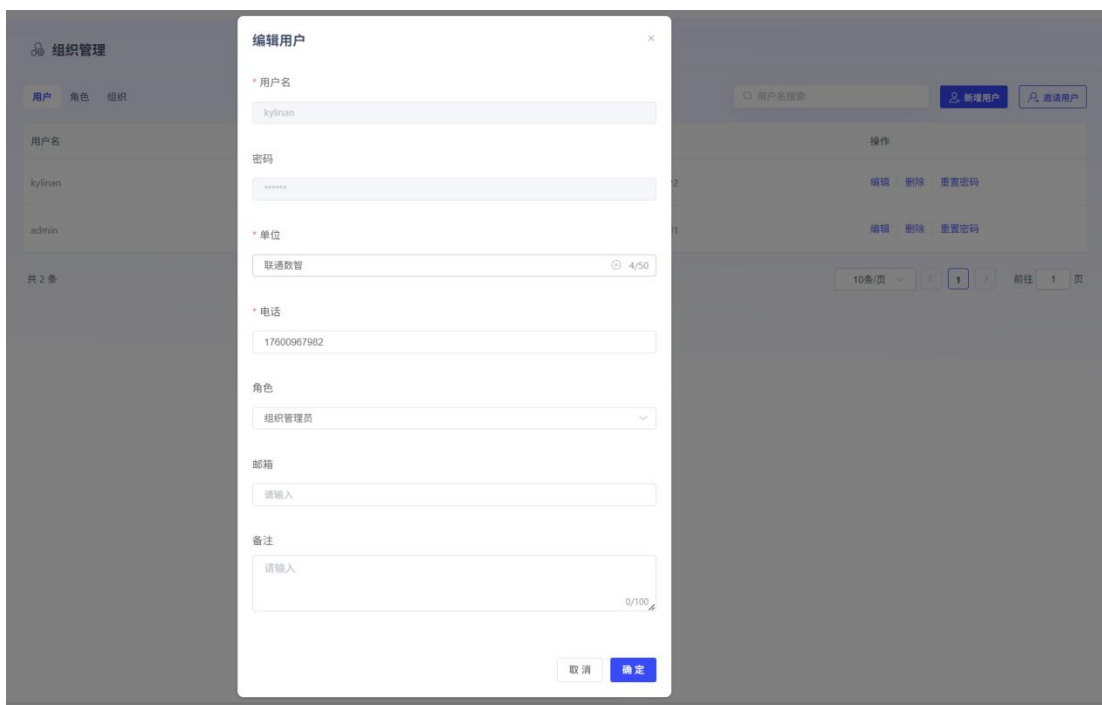 组织管理
用户 角色 组织
用户名搜索
新增用户
邀请用户
用户名
操作
kylinan
编辑 删除 重置密码
admin
编辑 删除 重置密码
共 2 条
10条/页
1
前往 1 页
编辑用户
* 用户名
kylinan
密码
******
* 单位
联通数智
4/50
* 电话
17600967982
角色
组织管理员
邮箱
请输入
备注
请输入
0/100
取 消
确 定